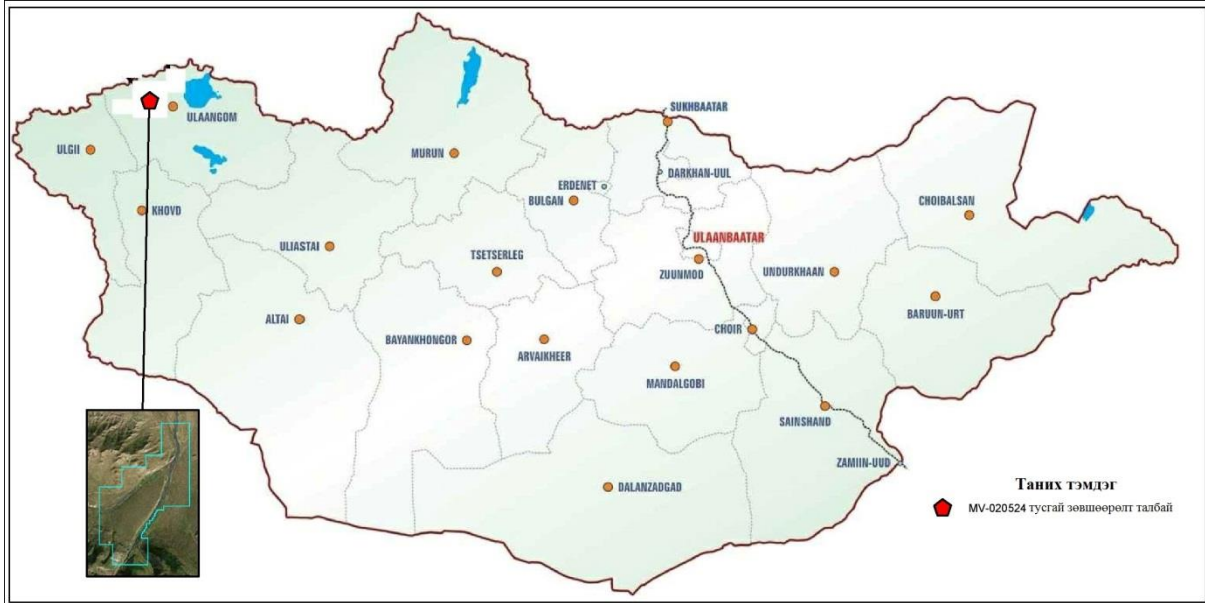 SUKHBAATAR
ULAANGOM
ULGII
MURUN
DARKHAN-UUL
ERDENET
BULGAN
CHOIBALSAN
KHOVD
ULIASTAI
ULAANBAATAR
TSETSERLEG
ZUUNMOD
UNDURKHAAN
BARUUN-URT
ALTAI
CHOIR
BAYANKHONGOR
ARVAIKHEER
MANDALGOBI
SAINSHAND
ZAMIIN-UUD
DALANZADGAD
Таних тэмдэг
MV-020524 тусгай зөвшөөрөлт талбай